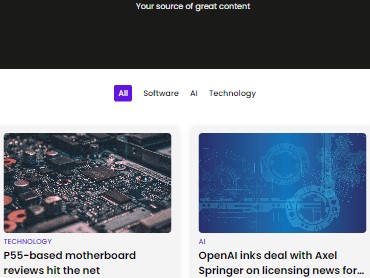 Your source of great content
All Software AI Technology
TECHNOLOGY
P55-based motherboard
reviews hit the net
AI
OpenAI inks deal with Axel
Springer on licensing news for...